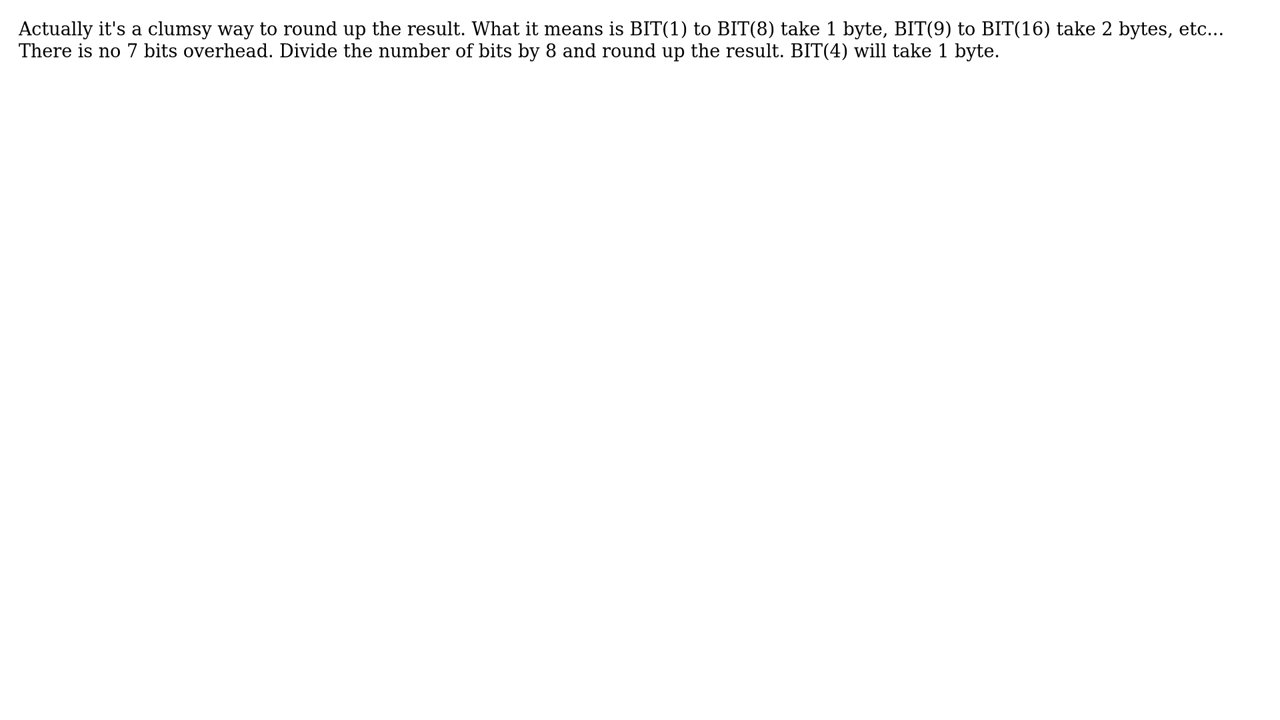 Actually it's a clumsy way to round up the result. What it means is BIT(1) to BIT(8) take 1 byte, BIT(9) to BIT(16) take 2 bytes, etc...
There is no 7 bits overhead. Divide the number of bits by 8 and round up the result. BIT(4) will take 1 byte.